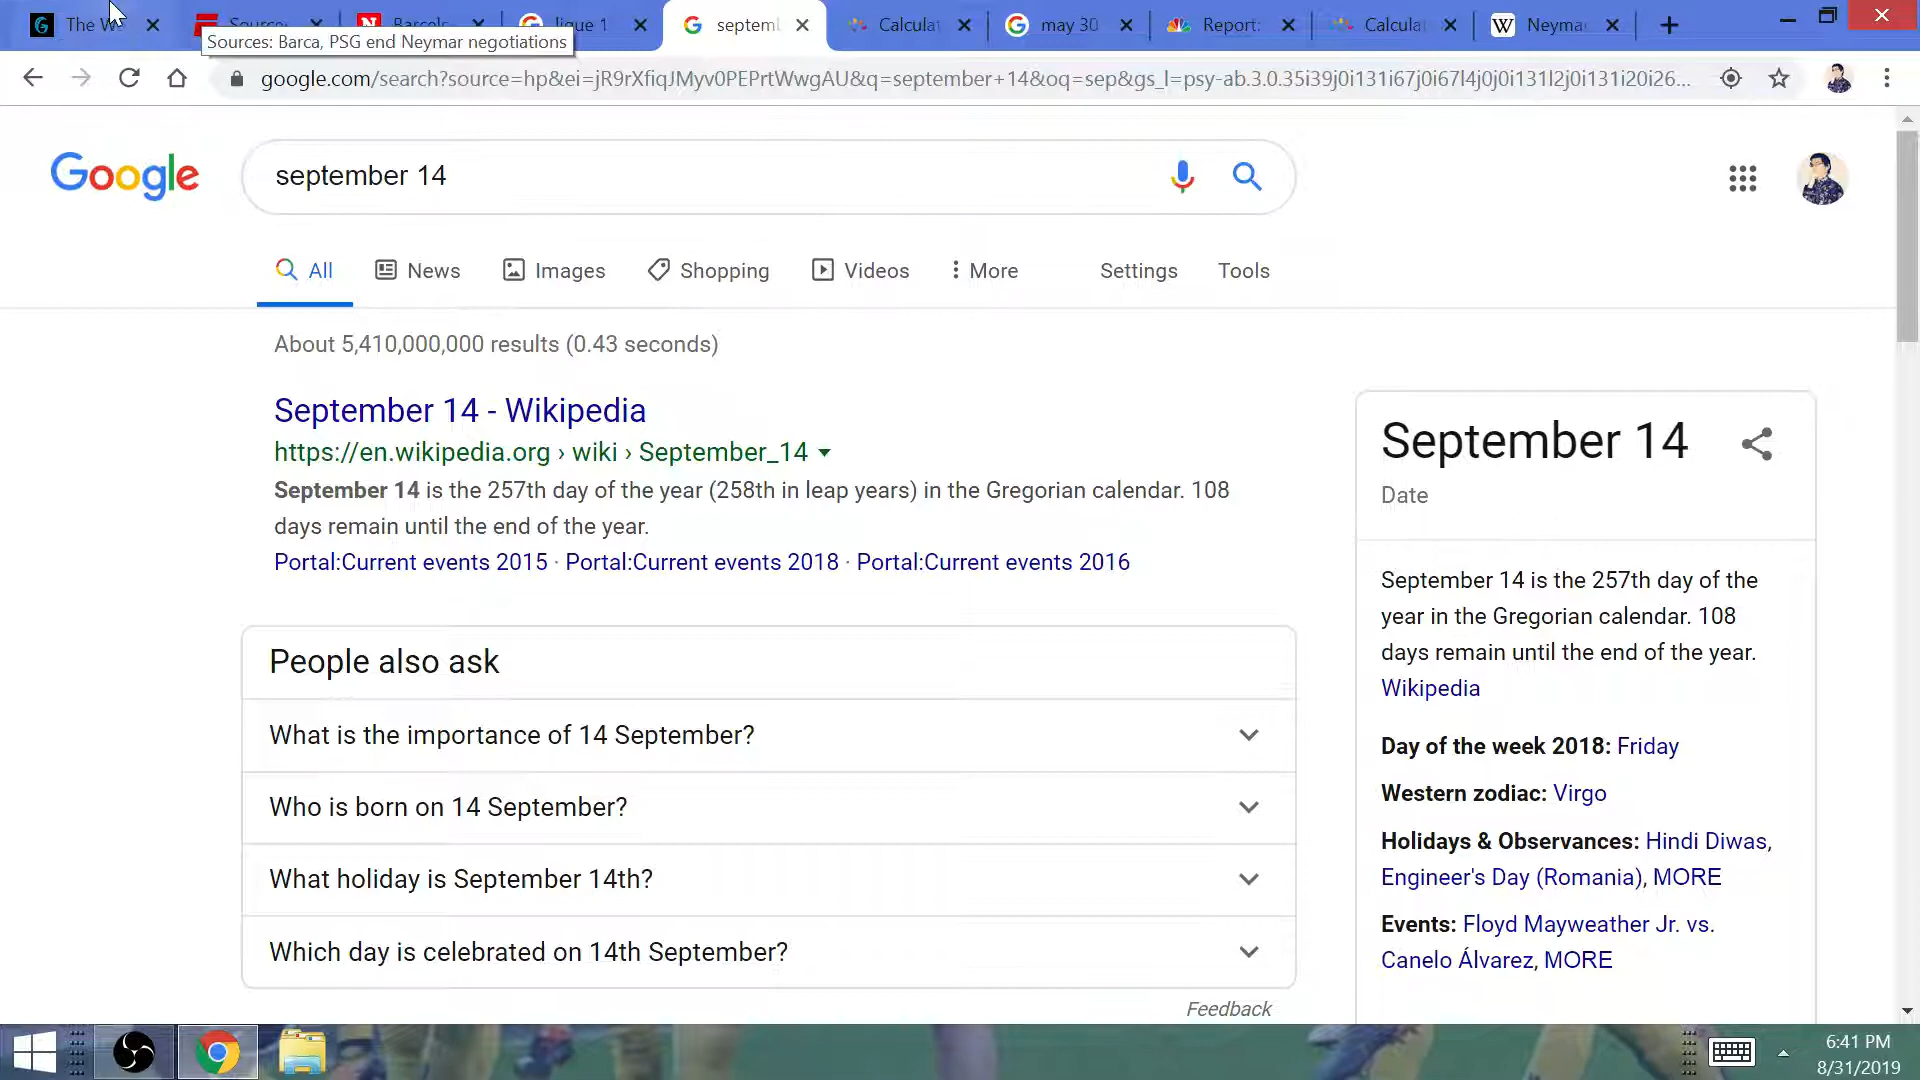 The W
Source:
Barcelo
ligue 1
septemb
Calculat
may 30
Report:
Calculat
Neymar
Sources: Barca, PSG end Neymar negotiations
google.com/search?source=hp&ei=jR9rXfiqJMyv0PEPrtWwgAU&q=september+14&oq=sep&gs_l=psy-ab.3.0.35i39j0i131i67j0i67l4j0j0i131l2j0i131i20i26...
Google
september 14
All
News
Images
Shopping
Videos
More
Settings
Tools
About 5,410,000,000 results (0.43 seconds)
September 14 - Wikipedia
https://en.wikipedia.org › wiki › September_14
September 14 is the 257th day of the year (258th in leap years) in the Gregorian calendar. 108
days remain until the end of the year.
Portal:Current events 2015 · Portal:Current events 2018 · Portal:Current events 2016
People also ask
What is the importance of 14 September?
Who is born on 14 September?
What holiday is September 14th?
Which day is celebrated on 14th September?
Feedback
September 14
Date
September 14 is the 257th day of the
year in the Gregorian calendar. 108
days remain until the end of the year.
Wikipedia
Day of the week 2018: Friday
Western zodiac: Virgo
Holidays & Observances: Hindi Diwas,
Engineer's Day (Romania), MORE
Events: Floyd Mayweather Jr. vs.
Canelo Álvarez, MORE
6:41 PM
8/31/2019